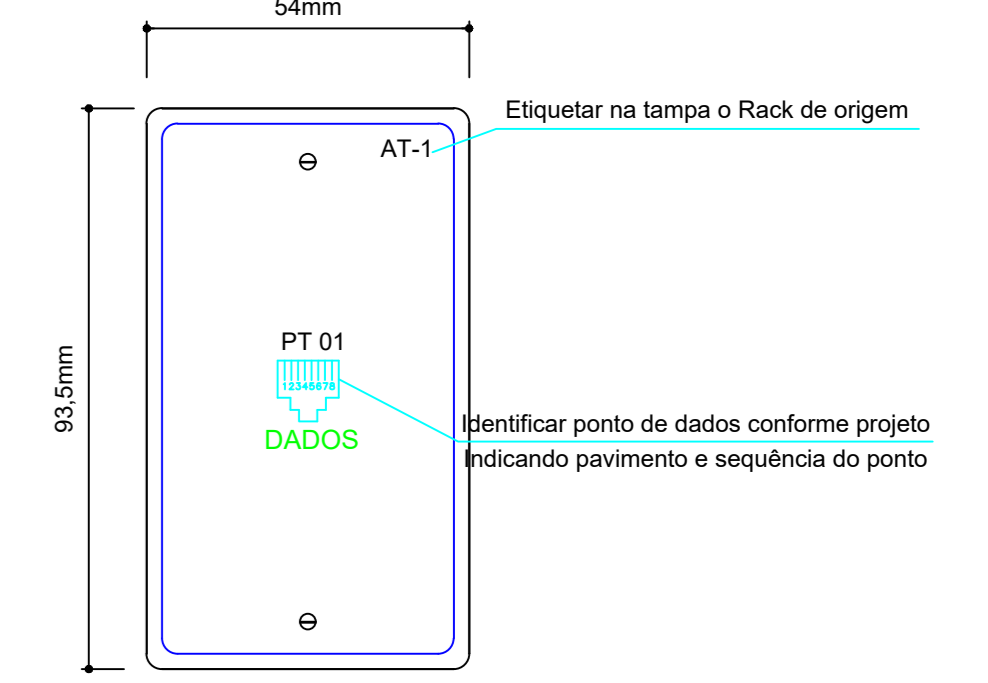 54mm
Etiquetar na tampa o Rack de origem
AT-1
PT 01
12345678
93,5mm
DADOS
Identificar ponto de dados conforme projeto
Indicando pavimento e sequência do ponto